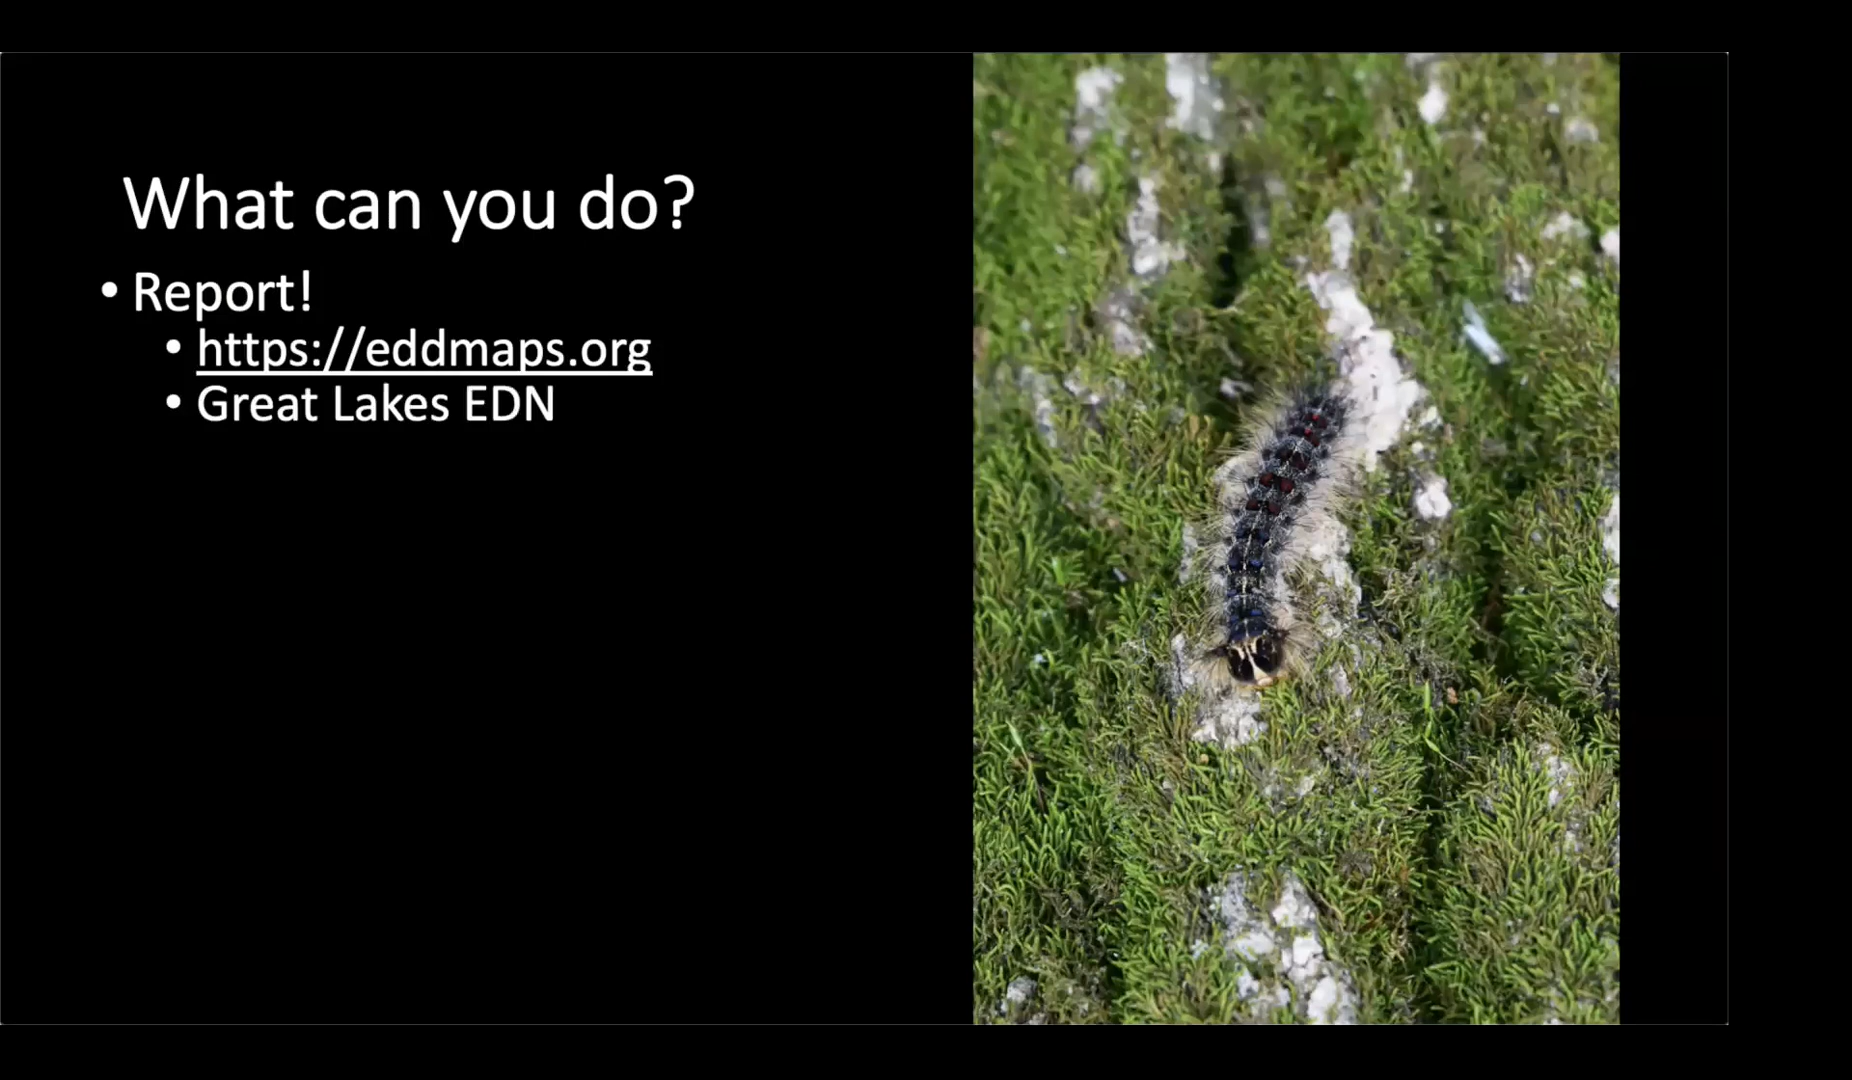 What can you do?
• Report!
• https://eddmaps.org
• Great Lakes EDN